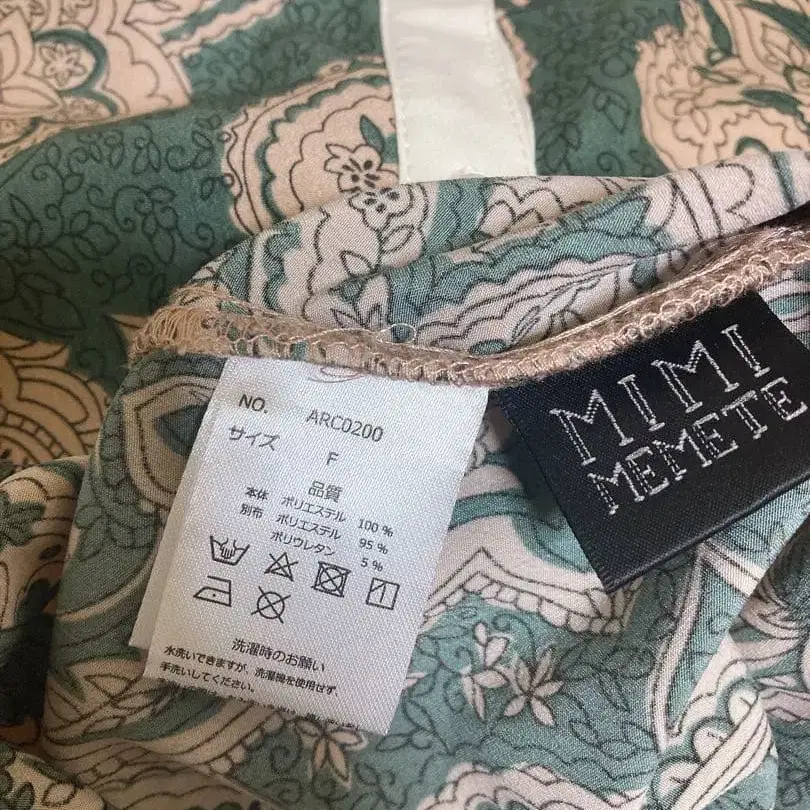 NO. ARC0200
サイズ F
品質
本体 ポリエステル 100 %
別布 ポリエステル 95 %
ポリウレタン 5 %
洗濯時のお願い
水洗いできますが、洗濯機を使用せず、
手洗いしてください。
MIMI
MEMETE